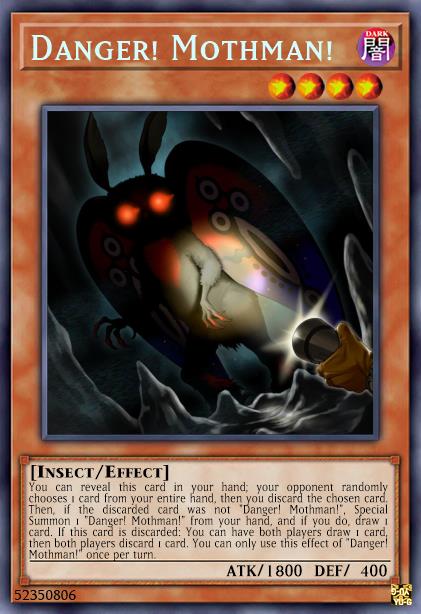 DANGER! MOTHMAN!
DARK
闇
[INSECT/EFFECT]
You can reveal this card in your hand; your opponent randomly
chooses 1 card from your entire hand, then you discard the chosen card.
Then, if the discarded card was not "Danger! Mothman!", Special
Summon 1 "Danger! Mothman!" from your hand, and if you do, draw 1
card. If this card is discarded: You can have both players draw 1 card,
then both players discard 1 card. You can only use this effect of "Danger!
Mothman!" once per turn.
ATK/1800 DEF/ 400
52350806